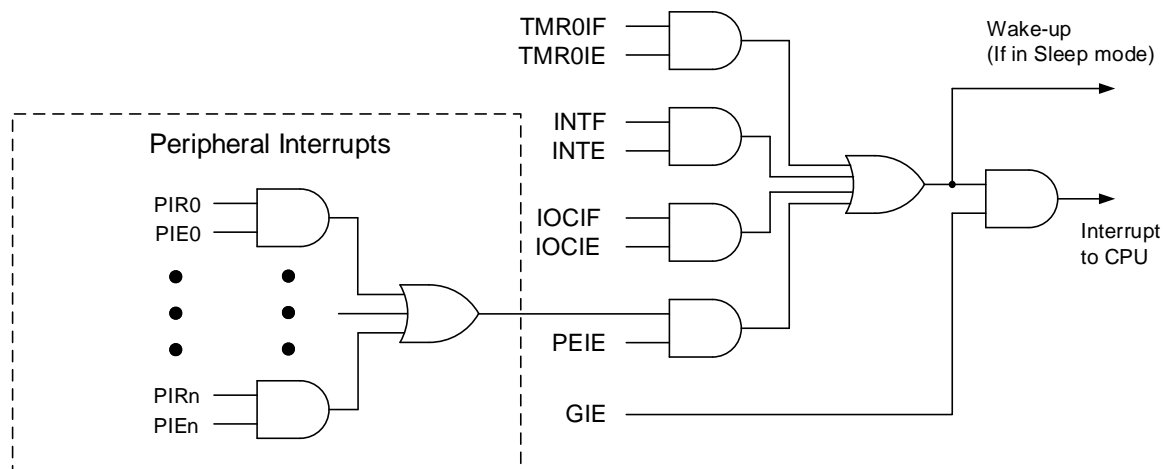 TMR0IF
TMR0IE
Wake-up
(If in Sleep mode)
INTF
INTE
Peripheral Interrupts
PIR0
PIE0
IOCIF
IOCIE
Interrupt
to CPU
PEIE
PIRn
PIEn
GIE